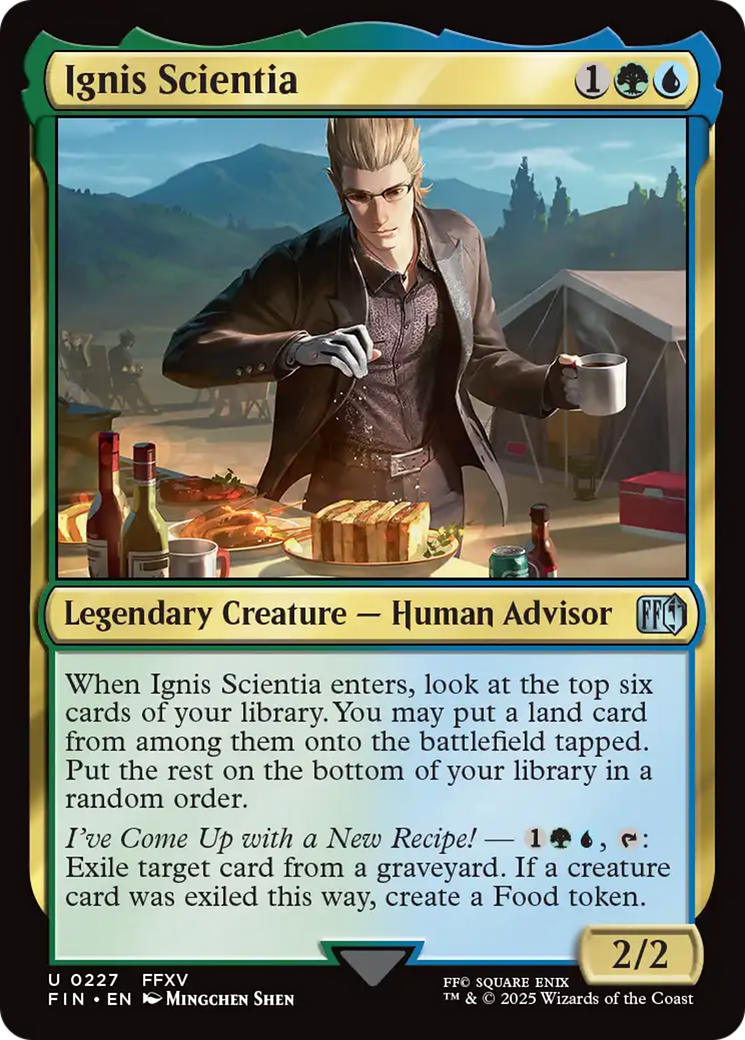 Ignis Scientia 1
Legendary Creature — Human Advisor FF
When Ignis Scientia enters, look at the top six
cards of your library. You may put a land card
from among them onto the battlefield tapped.
Put the rest on the bottom of your library in a
random order.
I've Come Up with a New Recipe! — 1, :
Exile target card from a graveyard. If a creature
card was exiled this way, create a Food token.
2/2
U 0227 FFXV
FIN • EN Mingchen Shen
FF© SQUARE ENIX
™ & © 2025 Wizards of the Coast